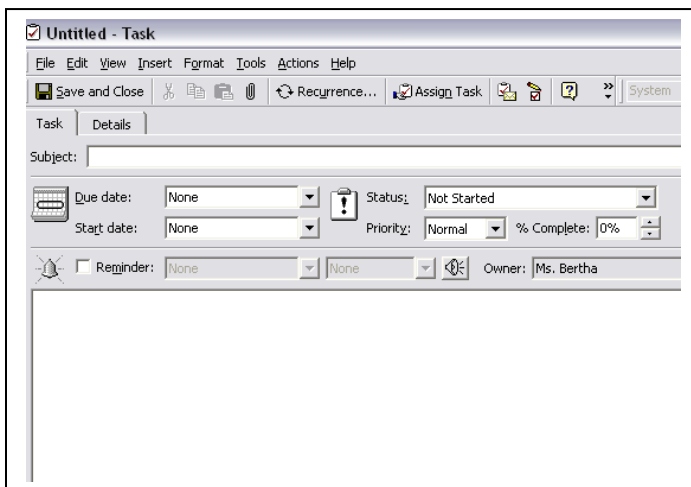 Untitled - Task
File Edit View Insert Format Tools Actions Help
Save and Close Recurrence... Assign Task System
Task Details
Subject:
Due date: None Status: Not Started
Start date: None Priority: Normal % Complete: 0%
Reminder: None None Owner: Ms. Bertha